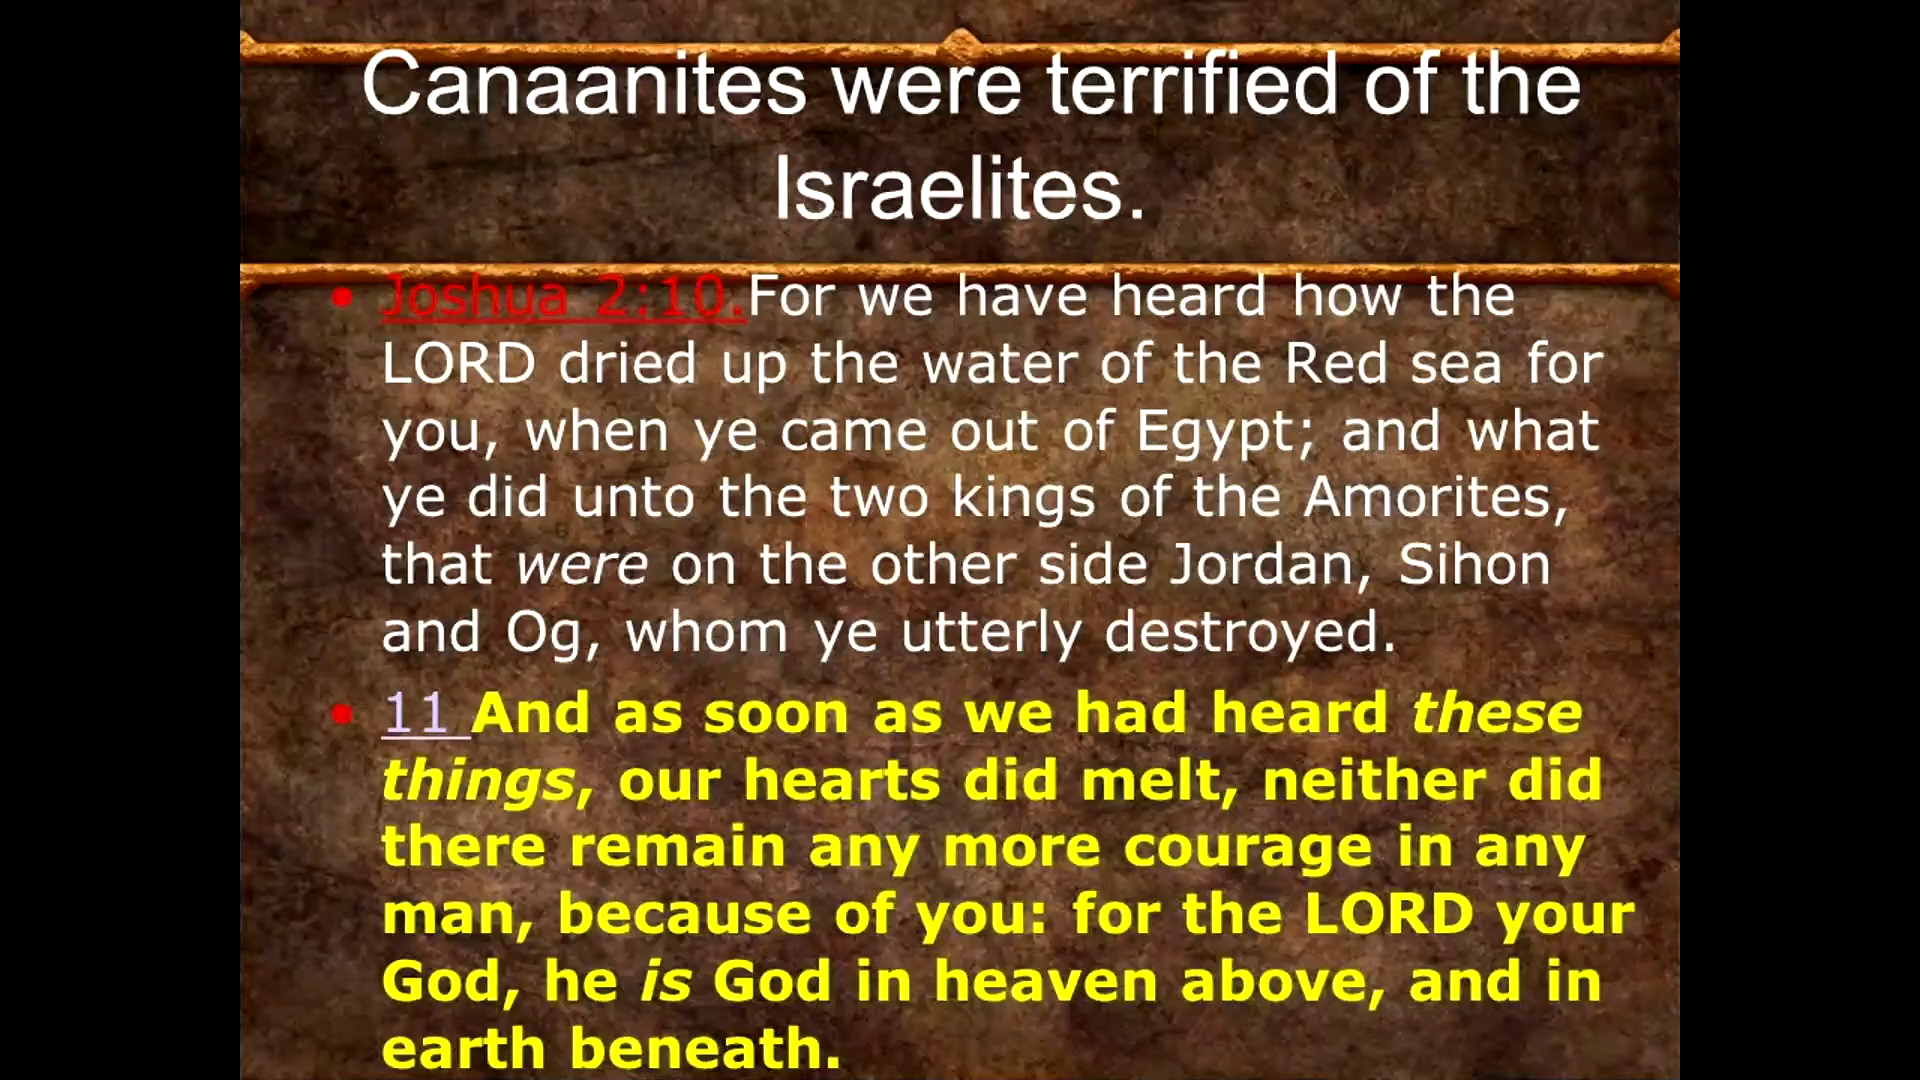 Canaanites were terrified of the
Israelites.
• Joshua 2:10.For we have heard how the
LORD dried up the water of the Red sea for
you, when ye came out of Egypt; and what
ye did unto the two kings of the Amorites,
that were on the other side Jordan, Sihon
and Og, whom ye utterly destroyed.
• 11 And as soon as we had heard these
things, our hearts did melt, neither did
there remain any more courage in any
man, because of you: for the LORD your
God, he is God in heaven above, and in
earth beneath.